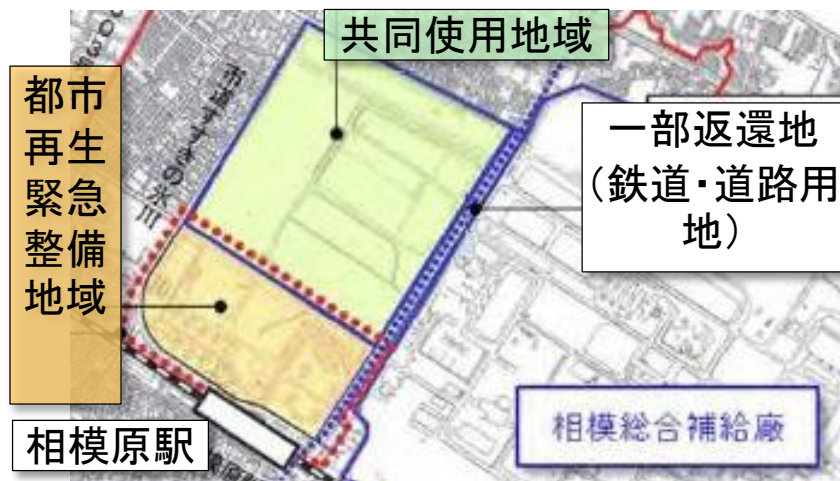 共同使用地域
都市
再生
緊急
整備
地域
市道すすきの氷川
一部返還地
（鉄道・道路用
地）
相模総合補給廠
相模原駅